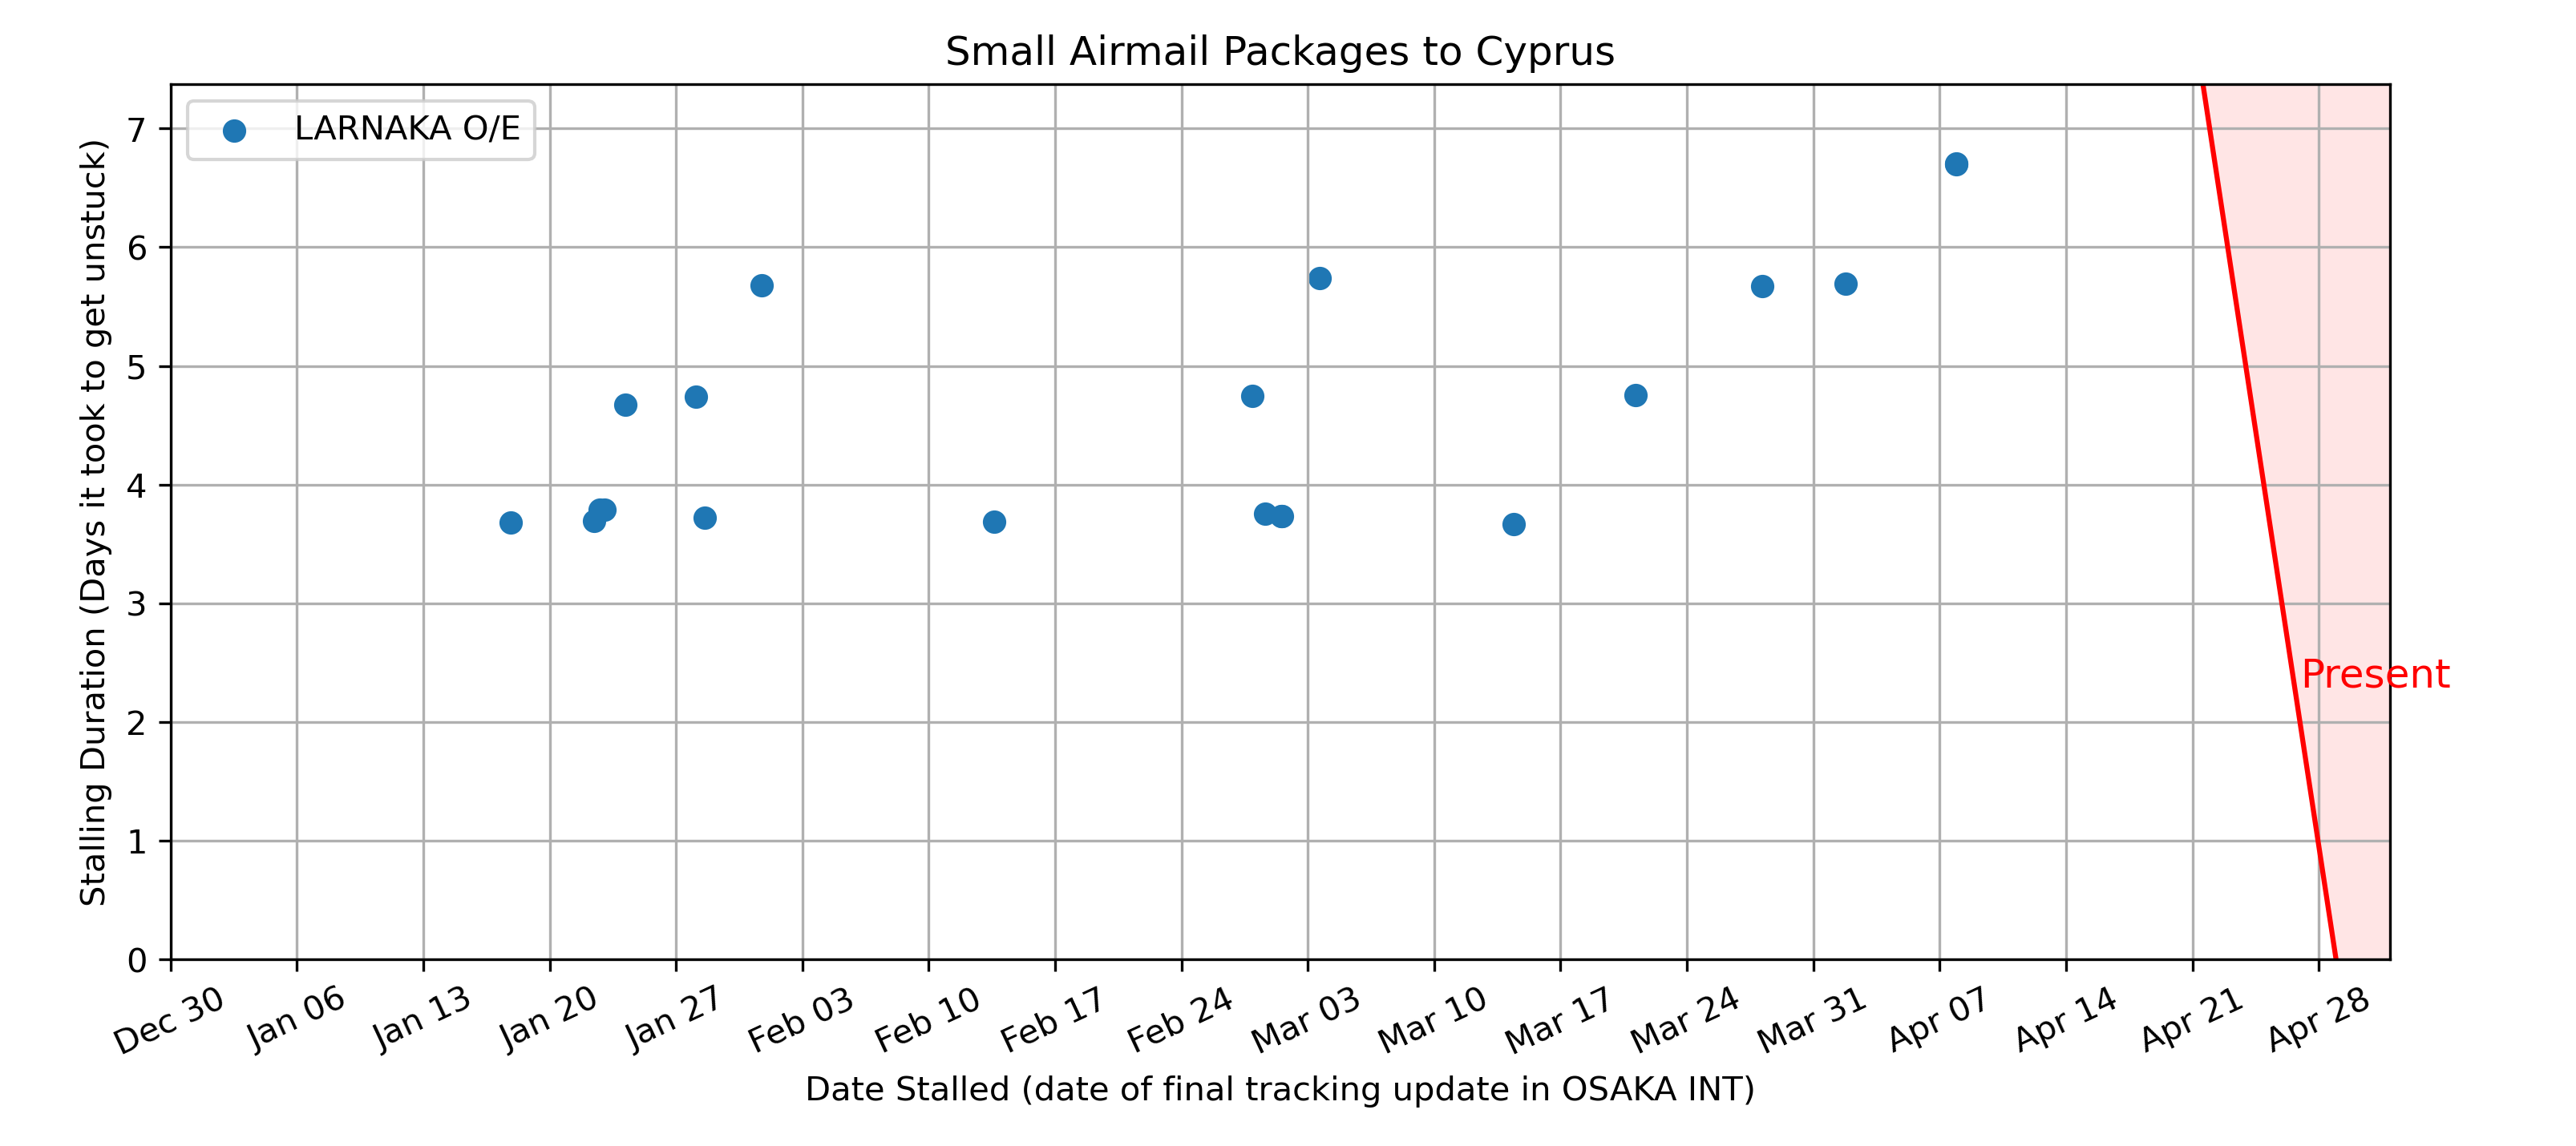 Small Airmail Packages to Cyprus
LARNAKA O/E
Stalling Duration (Days it took to get unstuck)
7
6
5
4
3
2
1
0
Present
Dec 30
Jan 06
Jan 13
Jan 20
Jan 27
Feb 03
Feb 10
Feb 17
Feb 24
Mar 03
Mar 10
Mar 17
Mar 24
Mar 31
Apr 07
Apr 14
Apr 21
Apr 28
Date Stalled (date of final tracking update in OSAKA INT)